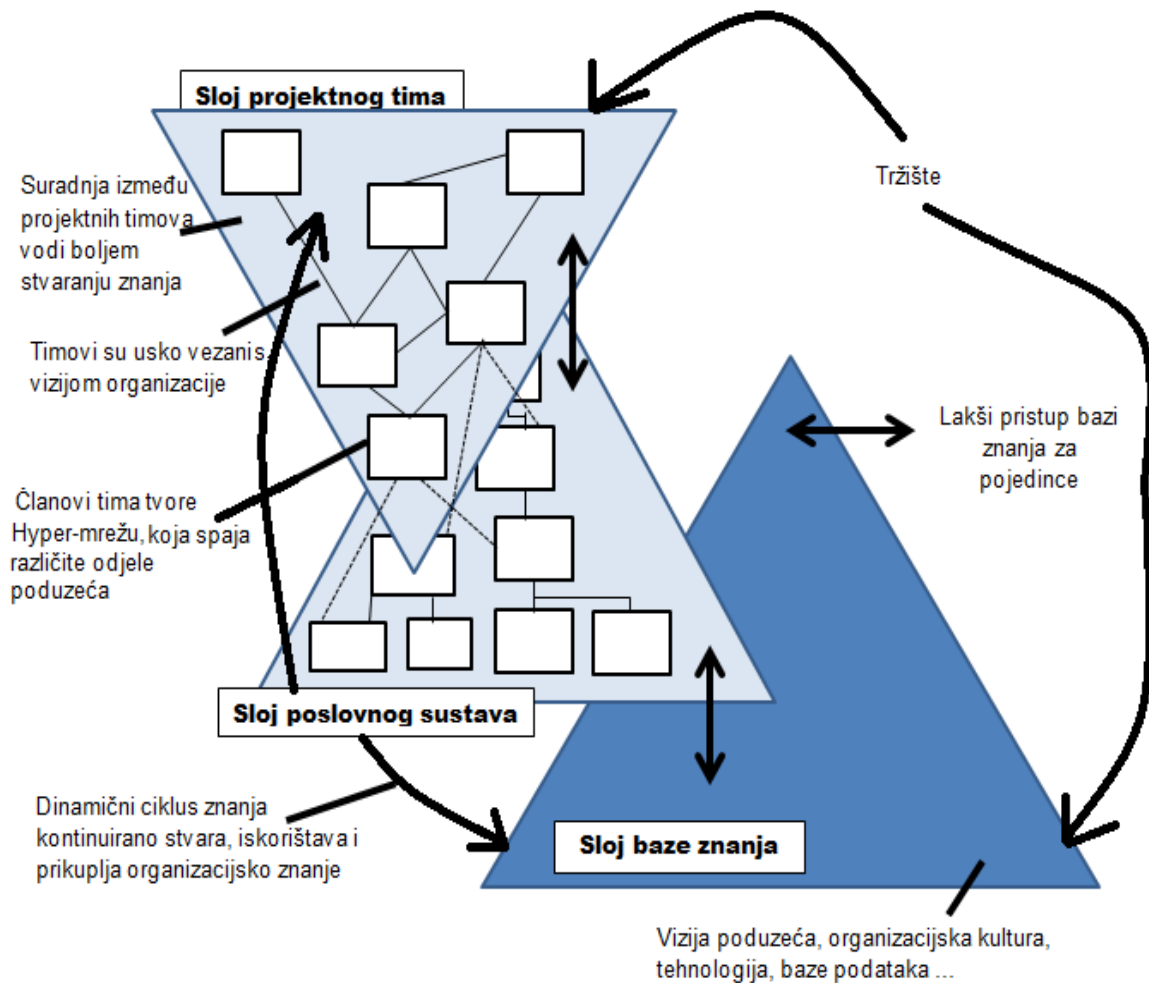 Sloj projektnog tima
Tržište
Suradnja između
projektnih timova
vodi boljem
stvaranju znanja
Timovi su usko vezanis
vizijom organizacije
Lakši pristup bazi
znanja za
pojedince
Članovi tima tvore
Hyper-mrežu, koja spaja
različite odjele
poduzeća
Sloj poslovnog sustava
Dinamični ciklus znanja
kontinuirano stvara, iskorištava i
prikuplja organizacijsko znanje
Sloj baze znanja
Vizija poduzeća, organizacijska kultura,
tehnologija, baze podataka ...